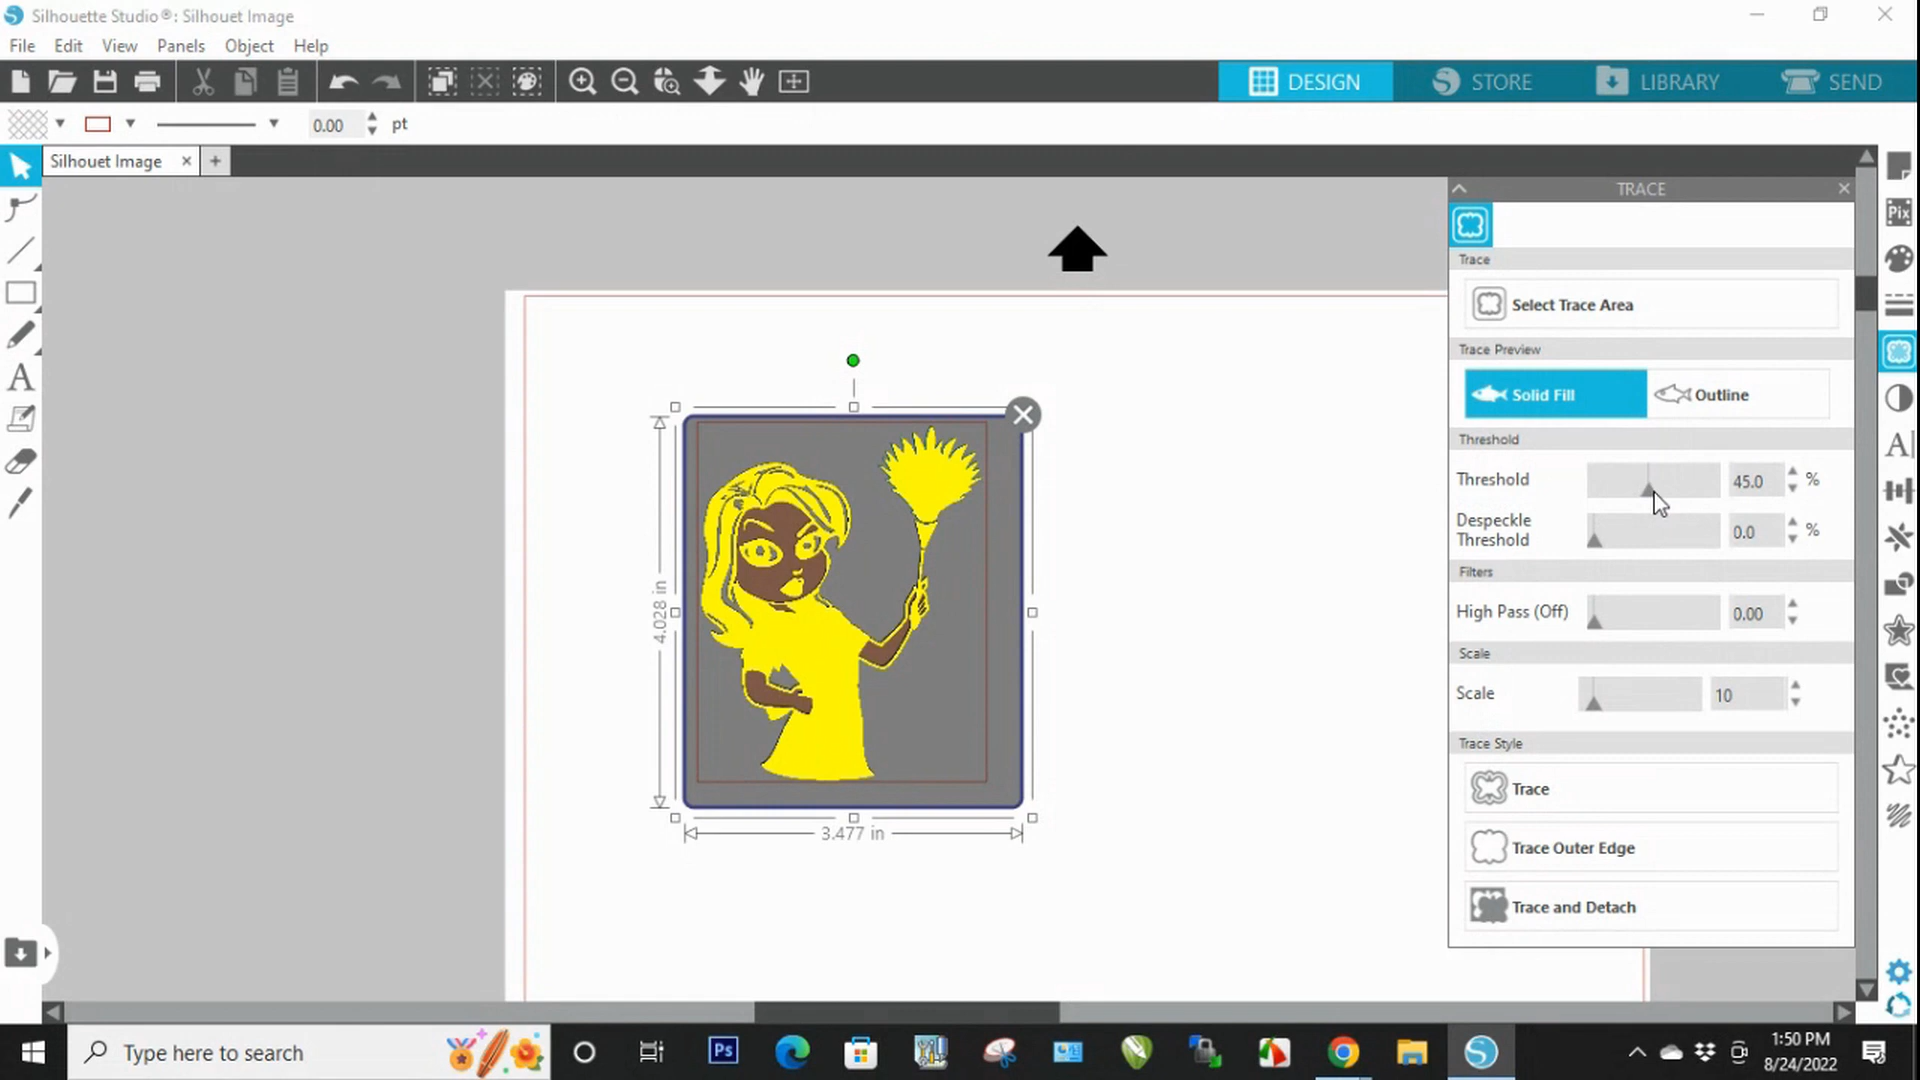 Silhouette Studio®: Silhouet Image
File Edit View Panels Object Help
DESIGN STORE LIBRARY SEND
0.00 pt
Silhouet Image
TRACE
Pix
Trace
Select Trace Area
Trace Preview
Solid Fill Outline
Threshold
Threshold 45.0 %
Despeckle
Threshold 0.0 %
Filters
High Pass (Off) 0.00
Scale
Scale 10
Trace Style
Trace
Trace Outer Edge
Trace and Detach
4.028 in
3.477 in
Type here to search
Ps
1:50 PM
8/24/2022